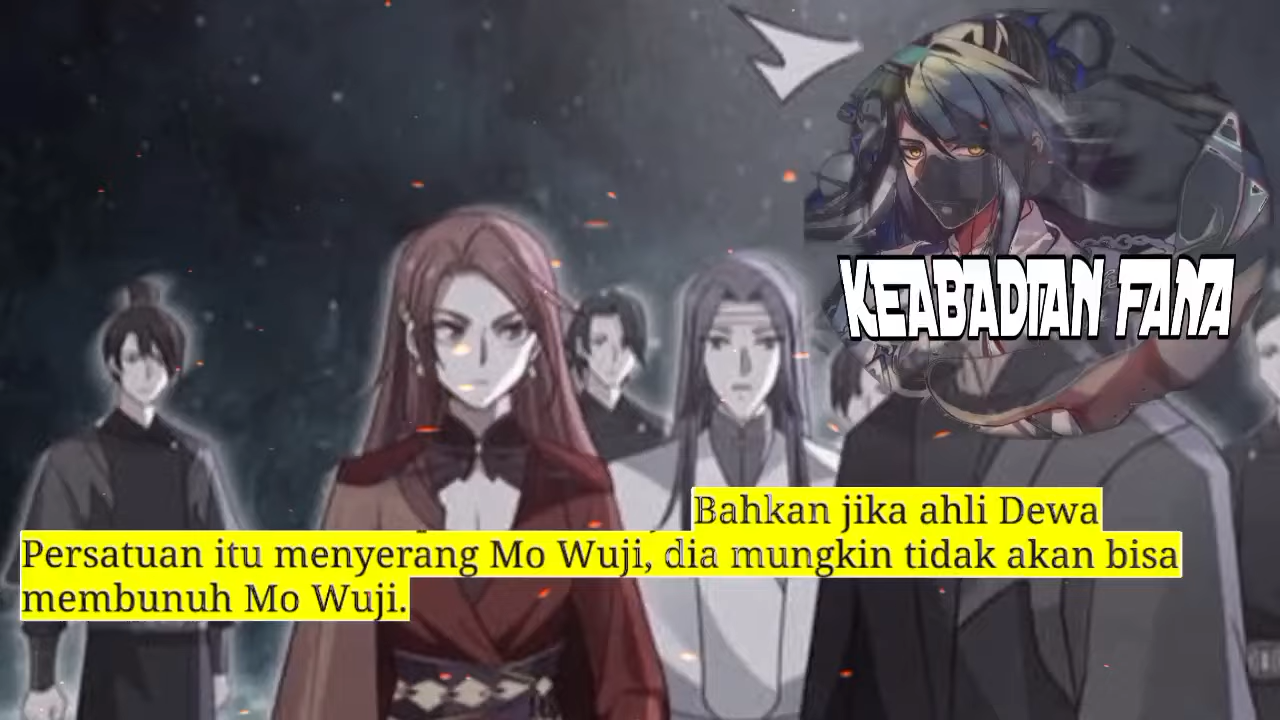 KEABADIAN FANA
Bahkan jika ahli Dewa
Persatuan itu menyerang Mo Wuji, dia mungkin tidak akan bisa
membunuh Mo Wuji.